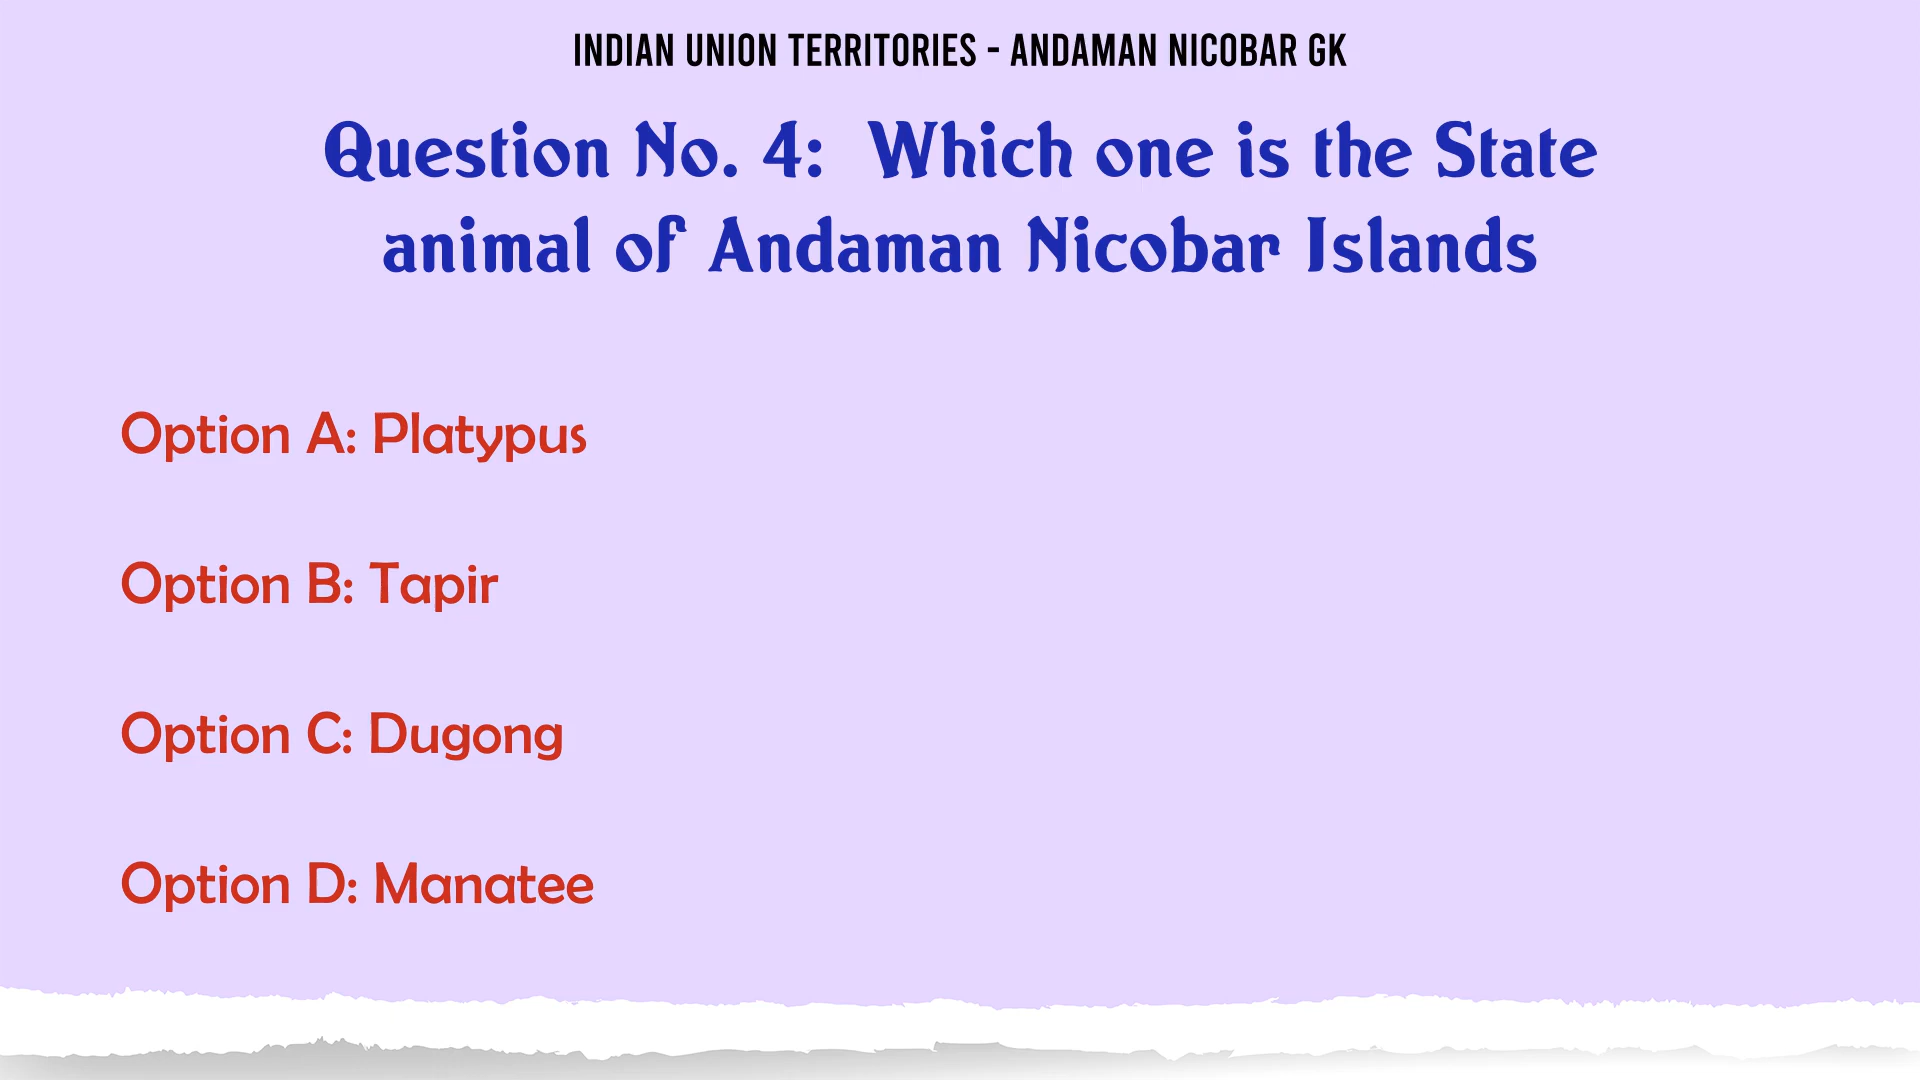 INDIAN UNION TERRITORIES - ANDAMAN NICOBAR GK
Question No. 4: Which one is the State
animal of Andaman Nicobar Islands
Option A: Platypus
Option B: Tapir
Option C: Dugong
Option D: Manatee